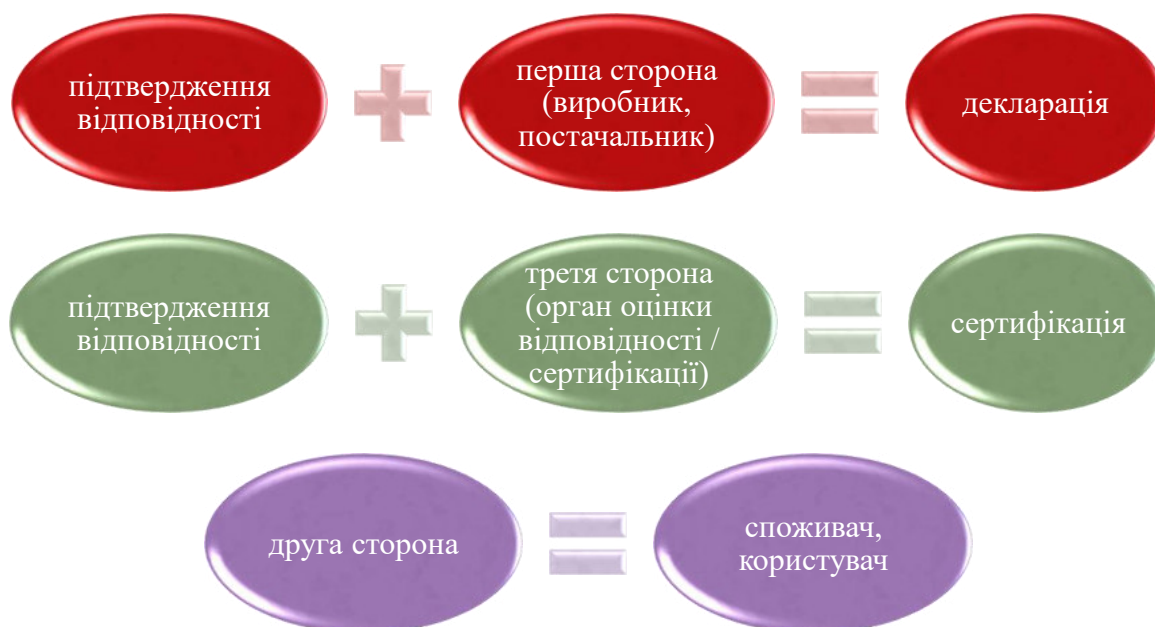 підтвердження
відповідності
перша сторона
(виробник,
постачальник)
декларація
підтвердження
відповідності
третя сторона
(орган оцінки
відповідності /
сертифікації)
сертифікація
друга сторона
споживач,
користувач